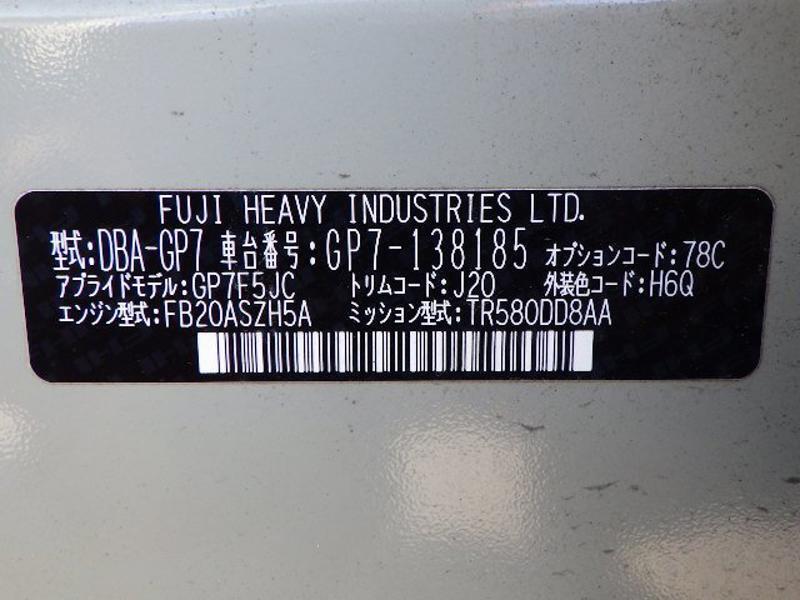 FUJI HEAVY INDUSTRIES LTD.
型式:DBA-GP7 車台番号:GP7-138185 オプションコード:78C
アプライドモデル:GP7F5JC トリムコード:J20 外装色コード:H6Q
エンジン型式:FB20ASZH5A ミッション型式:TR580DD8AA